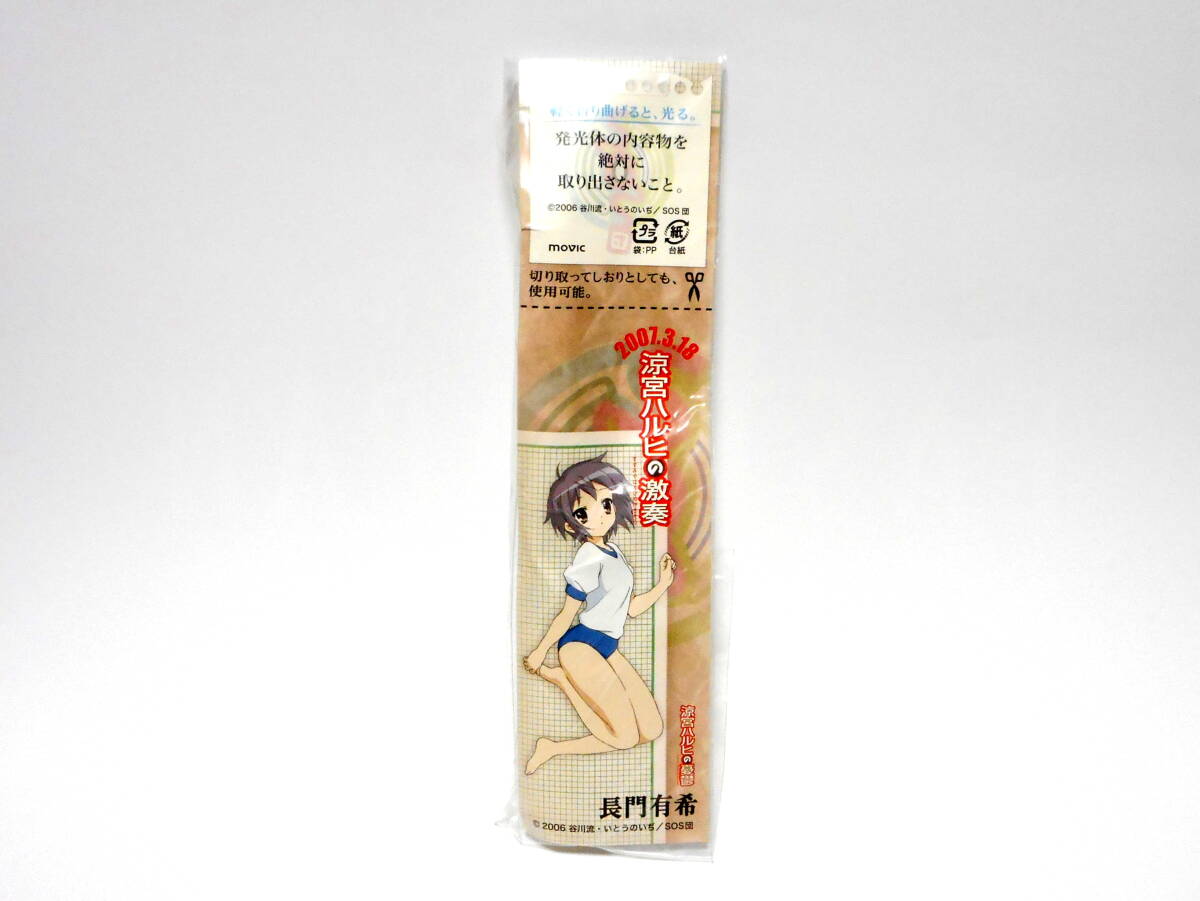 り曲げると、光る。
発光体の内容物を
絶対に
取り出さないこと。
©2006 谷川流・いとうのいぢ/SOS団
movic
プラ
袋:PP
紙
台紙
切り取ってしおりとしても、
使用可能。
2007.3.18
涼宮ハルヒの激奏
涼宮ハルヒの憂鬱
長門有希
©2006 谷川流・いとうのいぢ/SOS団